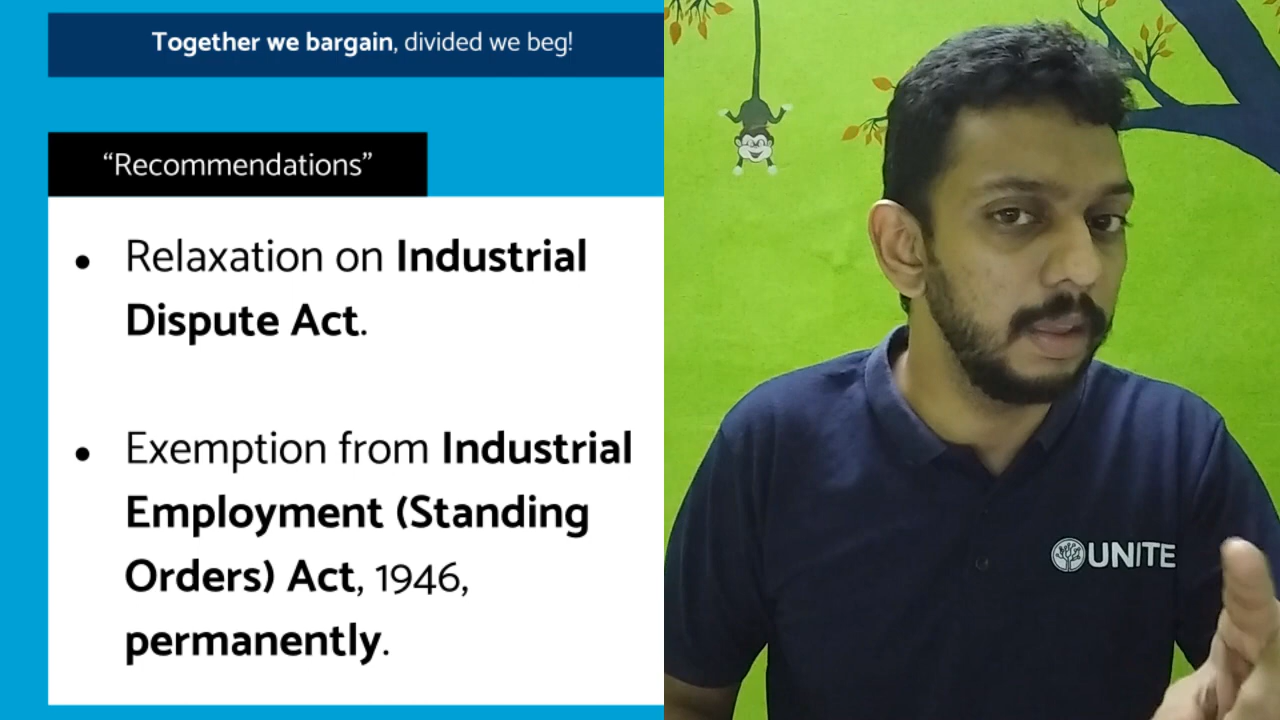 Together we bargain, divided we beg!
“Recommendations”
• Relaxation on Industrial
Dispute Act.
• Exemption from Industrial
Employment (Standing
Orders) Act, 1946,
permanently.
UNITE